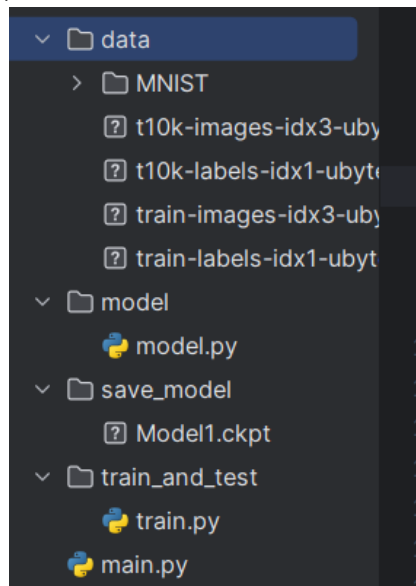 data
MNIST
t10k-images-idx3-uby
t10k-labels-idx1-ubyt
train-images-idx3-uby
train-labels-idx1-ubyt
model
model.py
save_model
Model1.ckpt
train_and_test
train.py
main.py